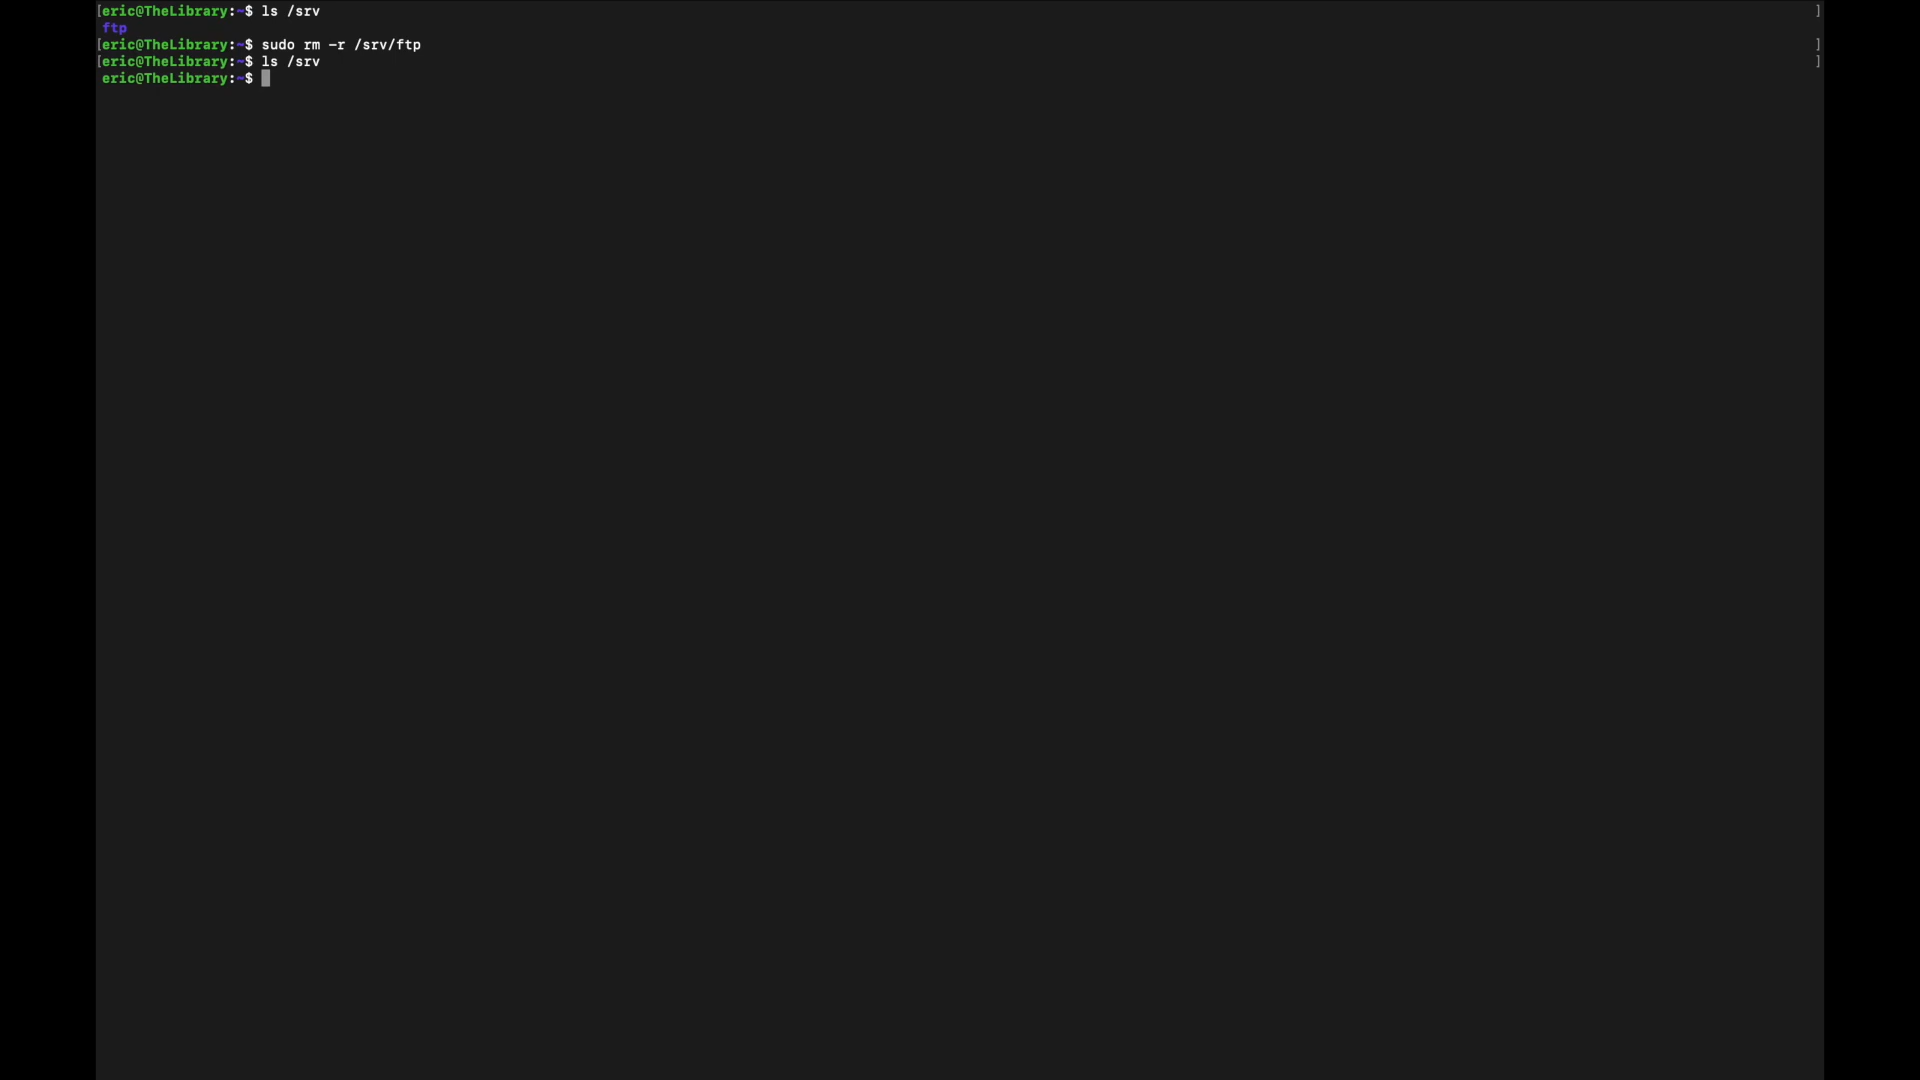 [eric@TheLibrary:~$ ls /srv ]
ftp
[eric@TheLibrary:~$ sudo rm -r /srv/ftp ]
[eric@TheLibrary:~$ ls /srv ]
eric@TheLibrary:~$